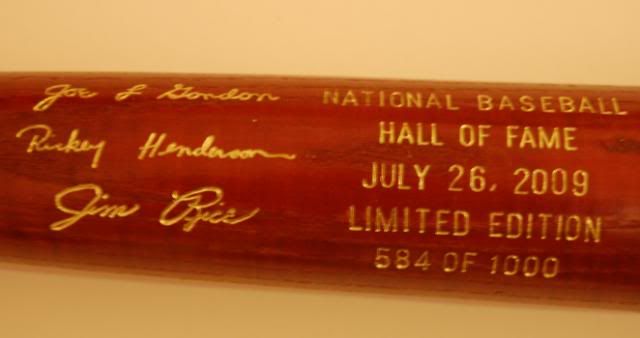 Joe L Gordon
Rickey Henderson
Jim Rice
NATIONAL BASEBALL
HALL OF FAME
JULY 26, 2009
LIMITED EDITION
584 OF 1000